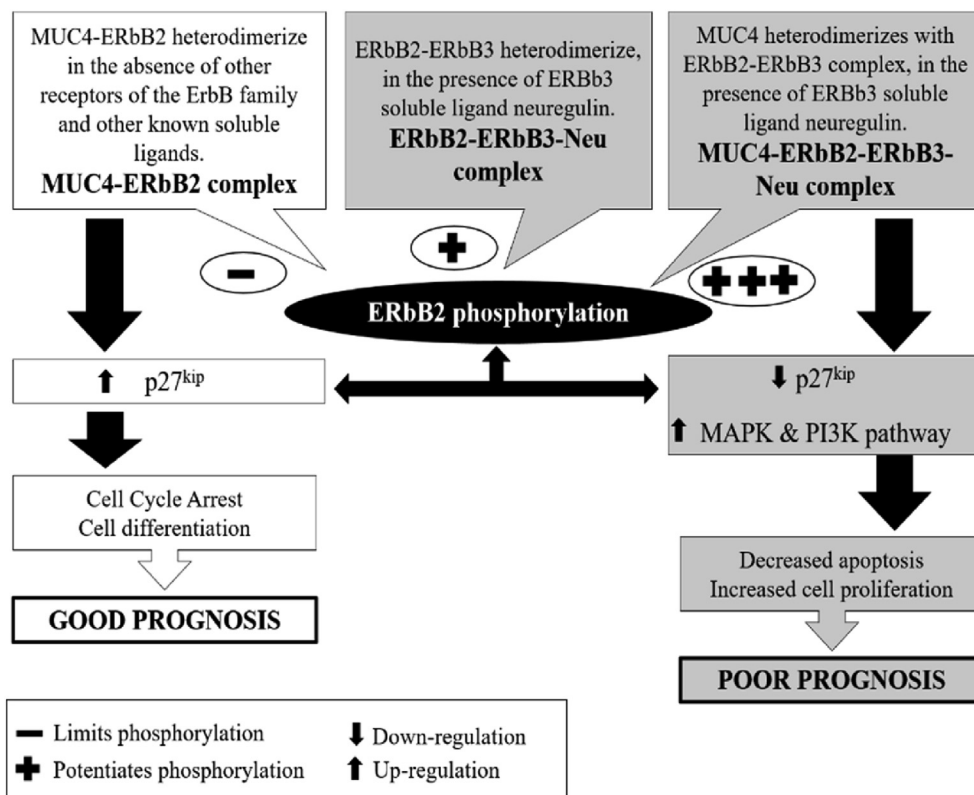 MUC4-ERbB2 heterodimerize
in the absence of other
receptors of the ErbB family
and other known soluble
ligands.
MUC4-ERbB2 complex
ERbB2-ERbB3 heterodimerize,
in the presence of ERBb3
soluble ligand neuregulin.
ERbB2-ERbB3-Neu
complex
MUC4 heterodimerizes with
ERbB2-ERbB3 complex, in the
presence of ERBb3 soluble
ligand neuregulin.
MUC4-ERbB2-ERbB3-
Neu complex
ERbB2 phosphorylation
p27kip
p27kip
MAPK & PI3K pathway
Cell Cycle Arrest
Cell differentiation
Decreased apoptosis
Increased cell proliferation
GOOD PROGNOSIS
POOR PROGNOSIS
Limits phosphorylation
Potentiates phosphorylation
Down-regulation
Up-regulation